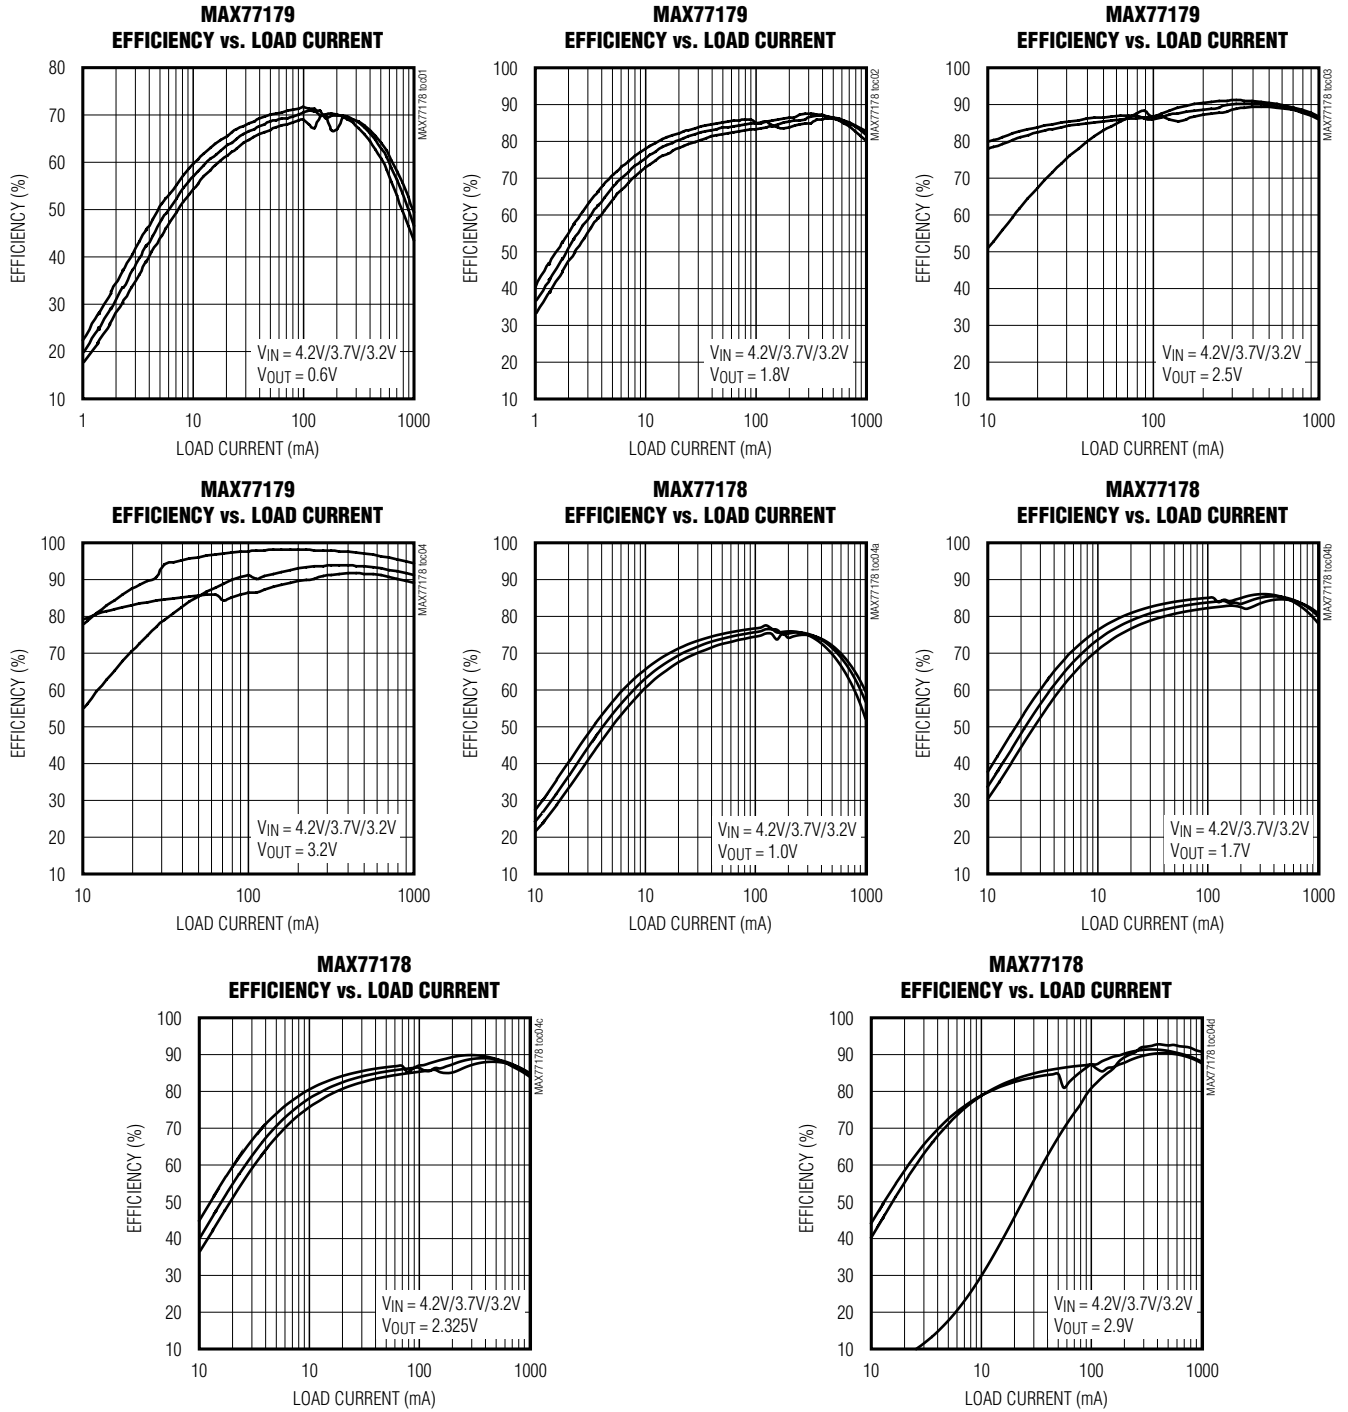 MAX77179
EFFICIENCY vs. LOAD CURRENT
80
70
60
50
40
30
20
10
EFFICIENCY (%)
1 10 100 1000
LOAD CURRENT (mA)
VIN = 4.2V/3.7V/3.2V
VOUT = 0.6V
MAX77178 toc01
MAX77179
EFFICIENCY vs. LOAD CURRENT
100
90
80
70
60
50
40
30
20
10
EFFICIENCY (%)
1 10 100 1000
LOAD CURRENT (mA)
VIN = 4.2V/3.7V/3.2V
VOUT = 1.8V
MAX77178 toc02
MAX77179
EFFICIENCY vs. LOAD CURRENT
100
90
80
70
60
50
40
30
20
10
EFFICIENCY (%)
10 100 1000
LOAD CURRENT (mA)
VIN = 4.2V/3.7V/3.2V
VOUT = 2.5V
MAX77178 toc03
MAX77179
EFFICIENCY vs. LOAD CURRENT
100
90
80
70
60
50
40
30
20
10
EFFICIENCY (%)
10 100 1000
LOAD CURRENT (mA)
VIN = 4.2V/3.7V/3.2V
VOUT = 3.2V
MAX77178 toc04
MAX77178
EFFICIENCY vs. LOAD CURRENT
100
90
80
70
60
50
40
30
20
10
EFFICIENCY (%)
10 10 100 1000
LOAD CURRENT (mA)
VIN = 4.2V/3.7V/3.2V
VOUT = 1.0V
MAX77178 toc04a
MAX77178
EFFICIENCY vs. LOAD CURRENT
100
90
80
70
60
50
40
30
20
10
EFFICIENCY (%)
10 10 100 1000
LOAD CURRENT (mA)
VIN = 4.2V/3.7V/3.2V
VOUT = 1.7V
MAX77178 toc04b
MAX77178
EFFICIENCY vs. LOAD CURRENT
100
90
80
70
60
50
40
30
20
10
EFFICIENCY (%)
10 10 100 1000
LOAD CURRENT (mA)
VIN = 4.2V/3.7V/3.2V
VOUT = 2.325V
MAX77178 toc04c
MAX77178
EFFICIENCY vs. LOAD CURRENT
100
90
80
70
60
50
40
30
20
10
EFFICIENCY (%)
10 10 100 1000
LOAD CURRENT (mA)
VIN = 4.2V/3.7V/3.2V
VOUT = 2.9V
MAX77178 toc04d